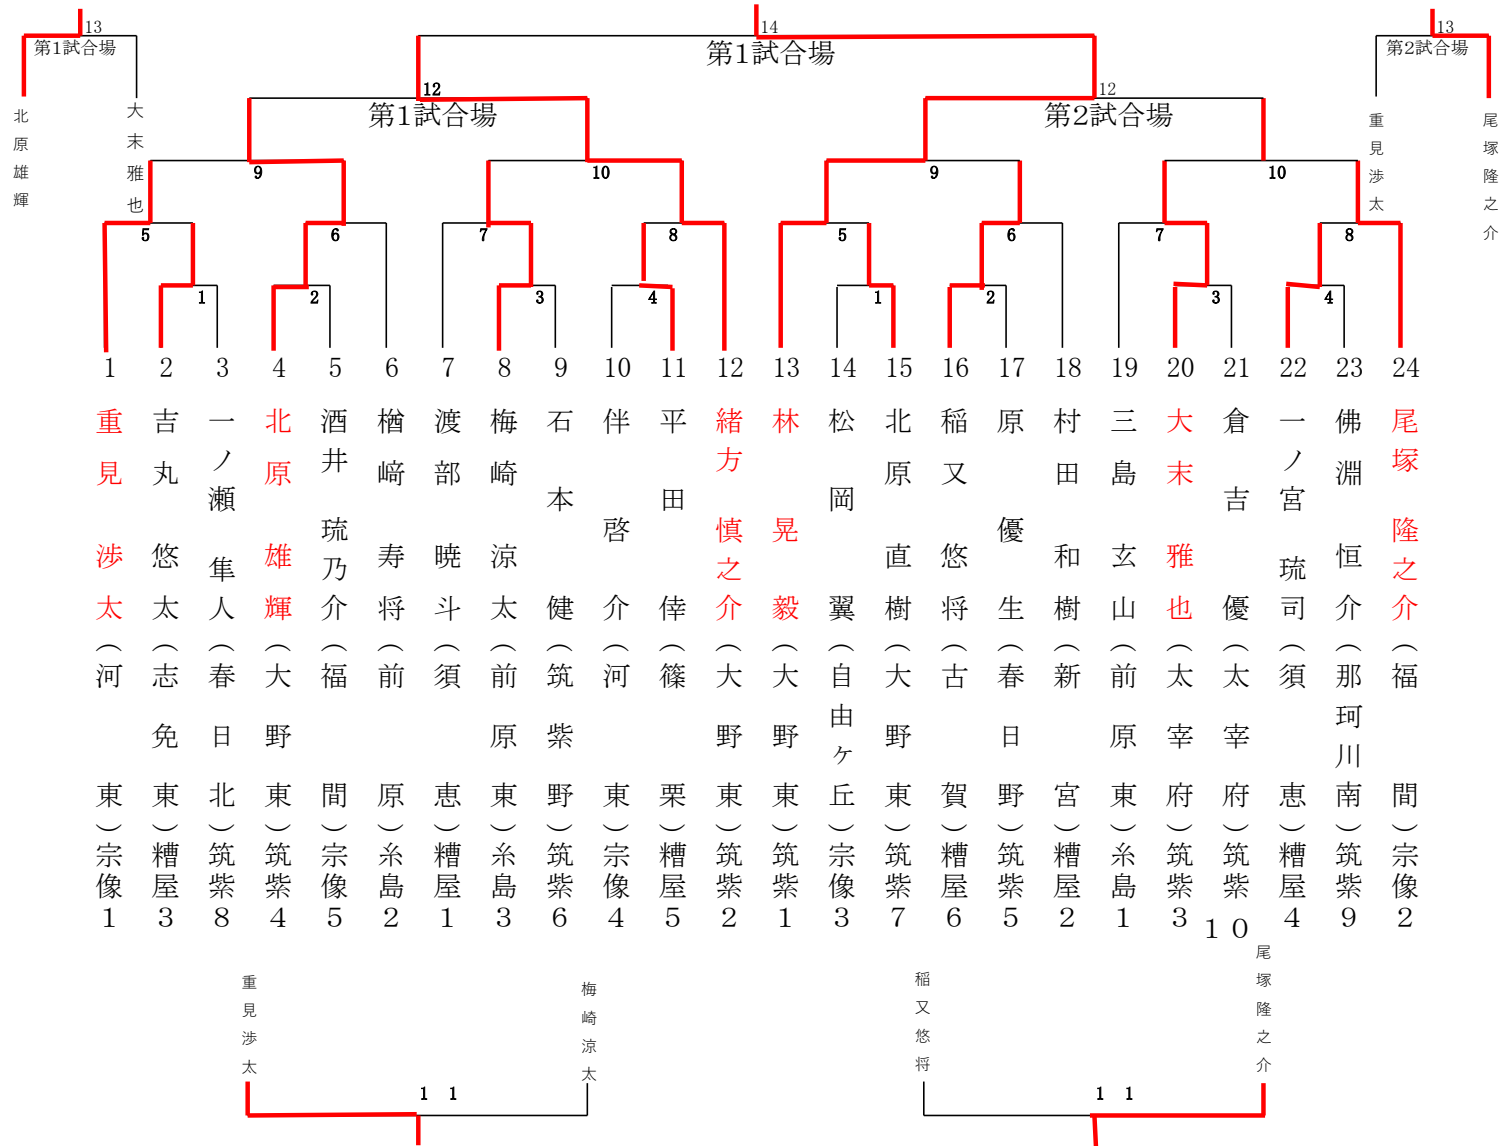 13
第1試合場
14
第1試合場
13
第2試合場
12
第1試合場
12
第2試合場
北原雄輝
大末雅也
重見渉太
尾塚隆之介
9
10
9
10
5
6
7
8
5
6
7
8
1
2
3
4
1
2
3
4
1 重見 渉太（河東）宗像1
2 吉丸 悠太（志免東）糟屋3
3 一ノ瀬 隼人（春日北）筑紫8
4 北原 雄輝（大野東）筑紫4
5 酒井 琉乃介（福間）宗像5
6 楢﨑 寿将（前原）糸島2
7 渡部 暁斗（須恵）糟屋1
8 梅崎 涼太（前原東）糸島3
9 石本 健（筑紫野）筑紫6
10 伴 啓介（河東）宗像4
11 平田 倖（篠栗）糟屋5
12 緒方 慎之介（大野東）筑紫2
13 林 晃毅（大野東）筑紫1
14 松岡 翼（自由ヶ丘）宗像3
15 北原 直樹（大野東）筑紫7
16 稲又 悠将（古賀）糟屋6
17 原 優生（春日野）筑紫5
18 村田 和樹（新宮）糟屋2
19 三島 玄山（前原東）糸島1
20 大末 雅也（太宰府）筑紫3
21 倉吉 優（太宰府）筑紫10
22 一ノ宮 琉司（須恵）糟屋4
23 佛淵 恒介（那珂川南）筑紫9
24 尾塚 隆之介（福間）宗像2
重見渉太
梅崎涼太
稲又悠将
尾塚隆之介
11
11